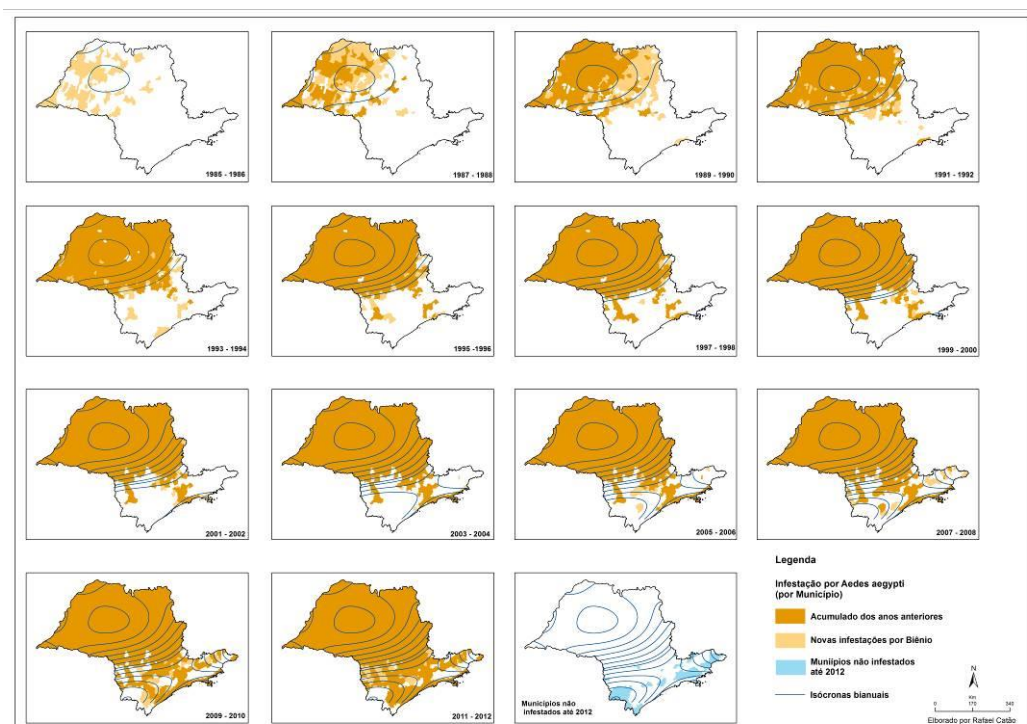 1985 - 1986
1987 - 1988
1989 - 1990
1991 - 1992
1993 - 1994
1995 -1996
1997 - 1998
1999 - 2000
2001 - 2002
2003 - 2004
2005 - 2006
2007 - 2008
2009 - 2010
2011 - 2012
Municípios não
infestados até 2012
Legenda
Infestação por Aedes aegypti
(por Município)
Acumulado dos anos anteriores
Novas infestações por Biênio
Muniípios não infestados
até 2012
Isócronas bianuais
N
Km
0 170 340
Elborado por Rafael Catão